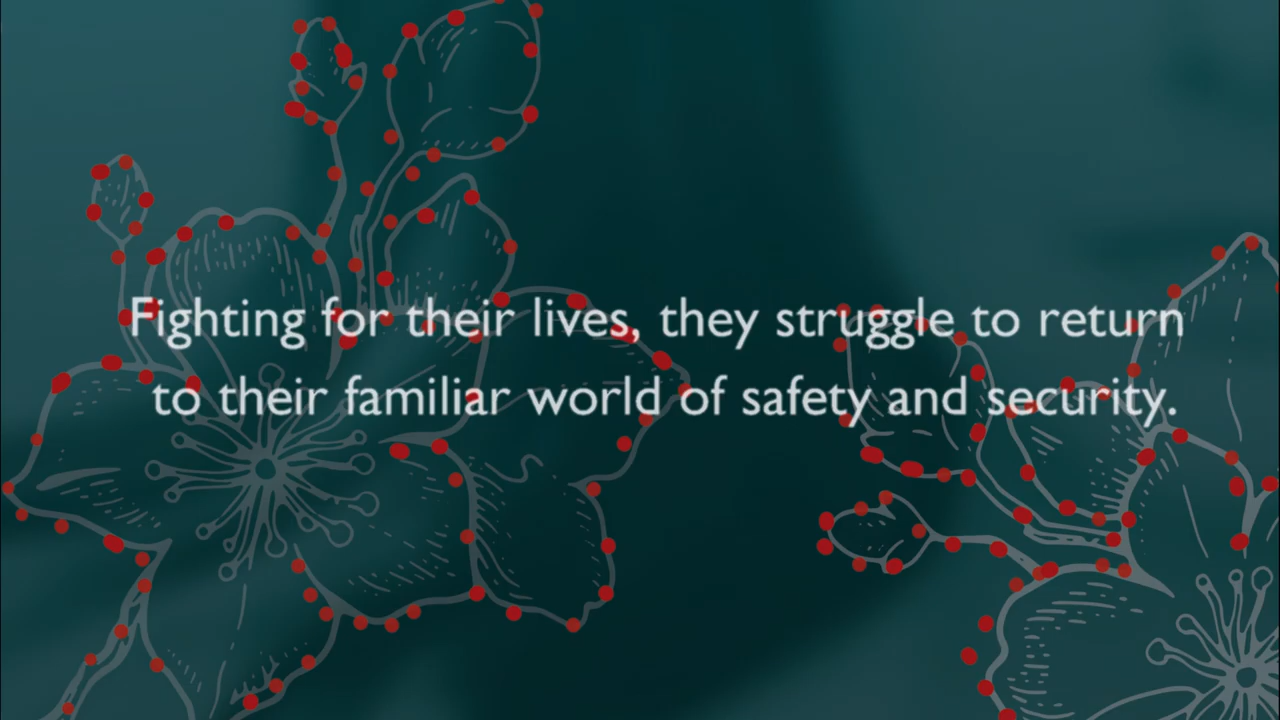 Fighting for their lives, they struggle to return
to their familiar world of safety and security.